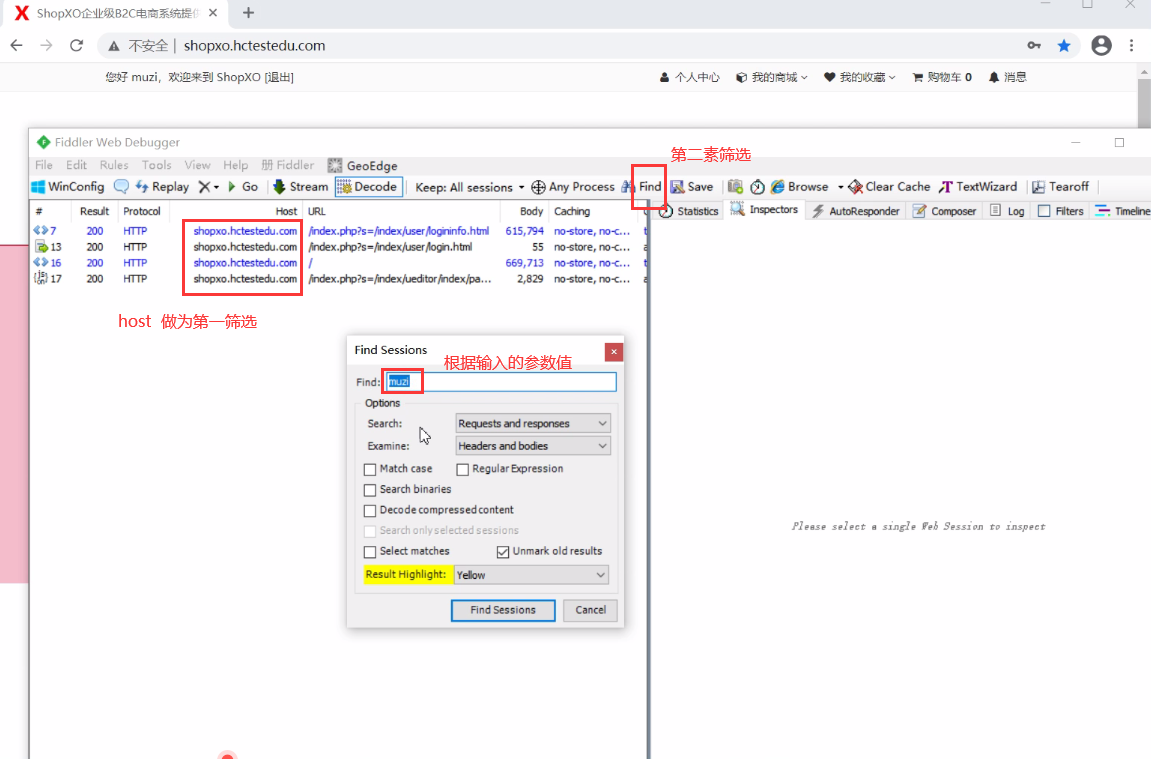 ShopXO企业级B2C电商系统提供
不安全 | shopxo.hctestedu.com
您好 muzi，欢迎来到 ShopXO [退出] 个人中心 我的商城 我的收藏 购物车 0 消息
Fiddler Web Debugger
File Edit Rules Tools View Help 册 Fiddler GeoEdge
第二素筛选
WinConfig Replay Go Stream Decode Keep: All sessions Any Process Find Save Browse Clear Cache TextWizard Tearoff
# Result Protocol Host URL Body Caching
Statistics Inspectors AutoResponder Composer Log Filters Timeline
7 200 HTTP shopxo.hctestedu.com /index.php?s=/index/user/logininfo.html 615,794 no-store, no-c...
13 200 HTTP shopxo.hctestedu.com /index.php?s=/index/user/login.html 55 no-store, no-c...
16 200 HTTP shopxo.hctestedu.com / 669,713 no-store, no-c...
17 200 HTTP shopxo.hctestedu.com /index.php?s=/index/ueditor/index/pa... 2,829 no-store, no-c...
host 做为第一筛选
Find Sessions
根据输入的参数值
Find: muzi
Options
Search: Requests and responses
Examine: Headers and bodies
Match case Regular Expression
Search binaries
Decode compressed content
Search only selected sessions
Select matches Unmark old results
Result Highlight: Yellow
Find Sessions Cancel
Please select a single Web Session to inspect